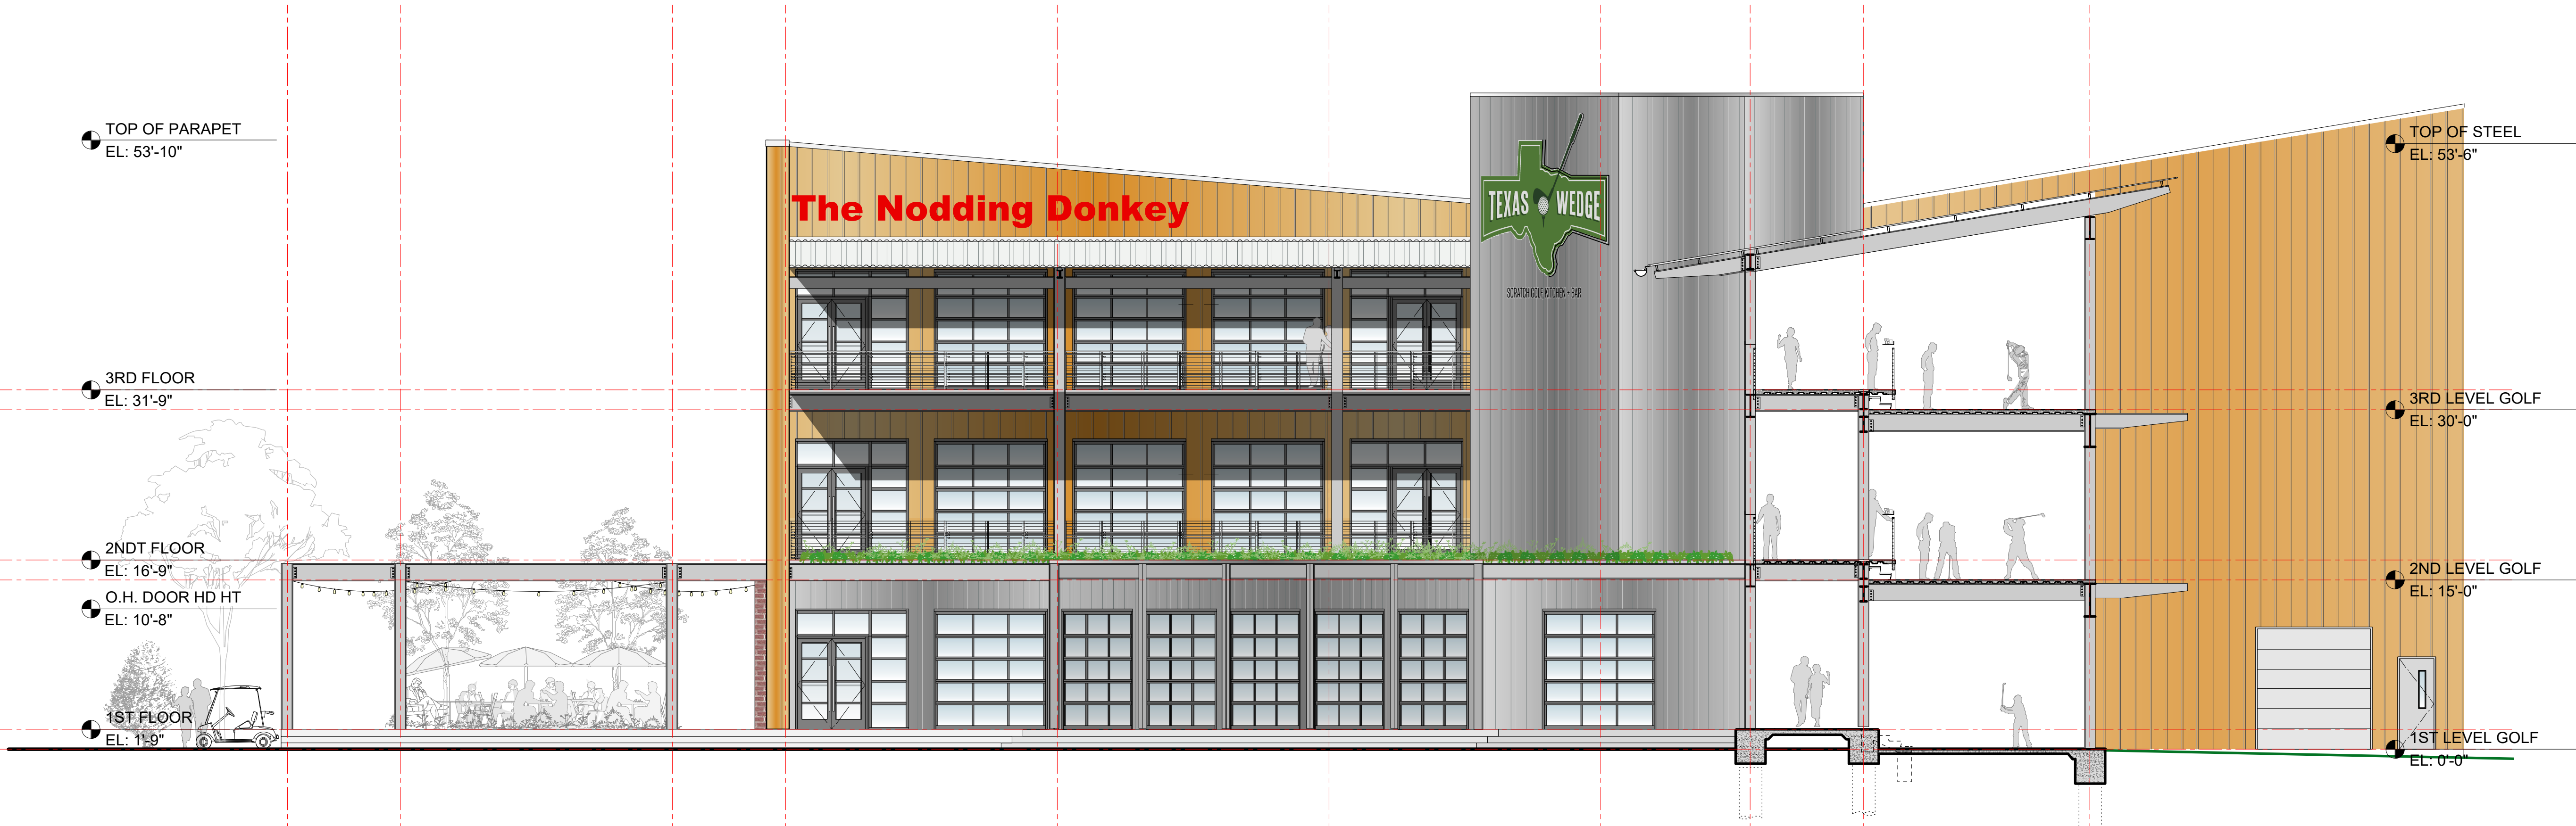 TOP OF PARAPET
EL: 53'-10"
3RD FLOOR
EL: 31'-9"
2NDT FLOOR
EL: 16'-9"
O.H. DOOR HD HT
EL: 10'-8"
1ST FLOOR
EL: 1'-9"
The Nodding Donkey
TEXAS WEDGE
SCRATCH GOLF, KITCHEN + BAR
TOP OF STEEL
EL: 53'-6"
3RD LEVEL GOLF
EL: 30'-0"
2ND LEVEL GOLF
EL: 15'-0"
1ST LEVEL GOLF
EL: 0'-0"